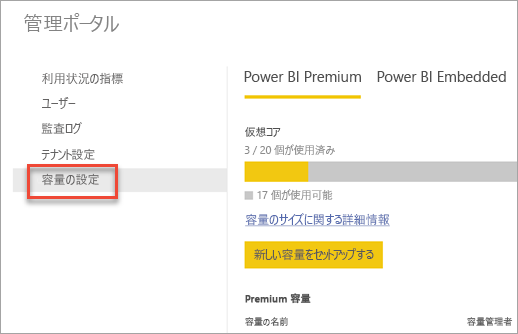 管理ポータル
利用状況の指標
ユーザー
監査ログ
テナント設定
容量の設定
Power BI Premium Power BI Embedded
仮想コア
3 / 20 個が使用済み
17 個が使用可能
容量のサイズに関する詳細情報
新しい容量をセットアップする
Premium 容量
容量の名前 容量管理者